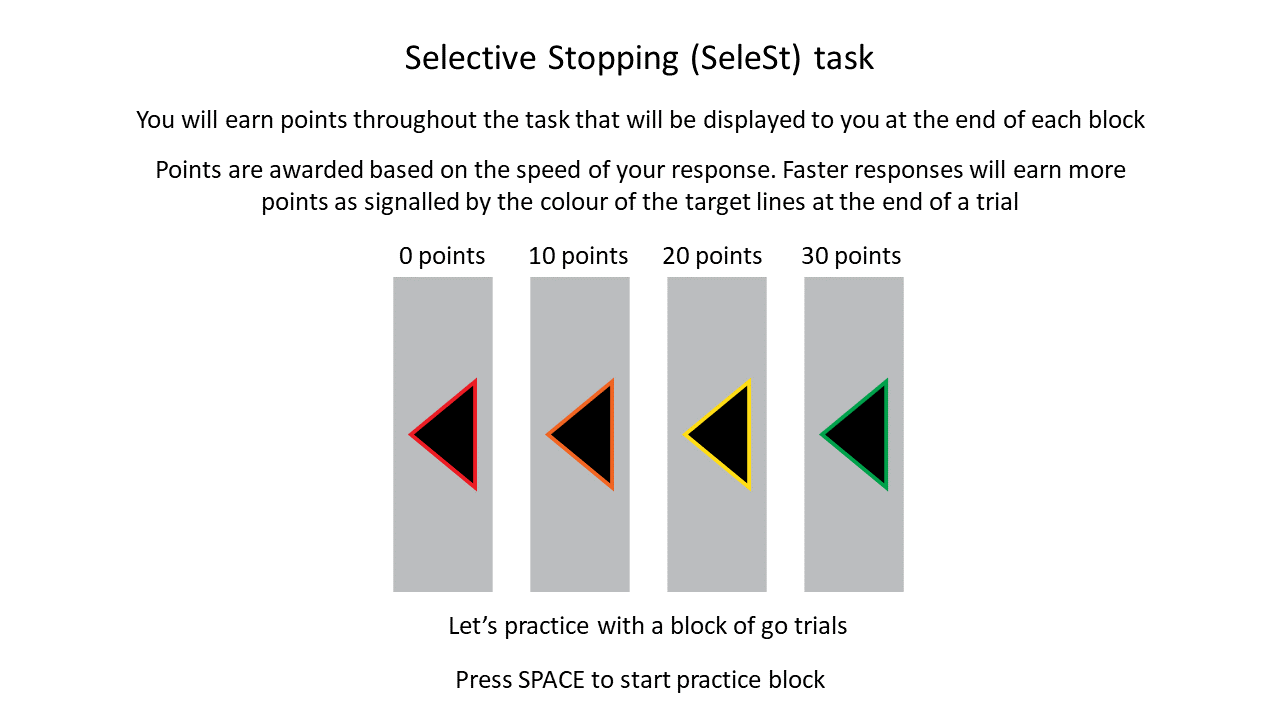 Selective Stopping (SeleSt) task
You will earn points throughout the task that will be displayed to you at the end of each block
Points are awarded based on the speed of your response. Faster responses will earn more
points as signalled by the colour of the target lines at the end of a trial
0 points 10 points 20 points 30 points
Let's practice with a block of go trials
Press SPACE to start practice block